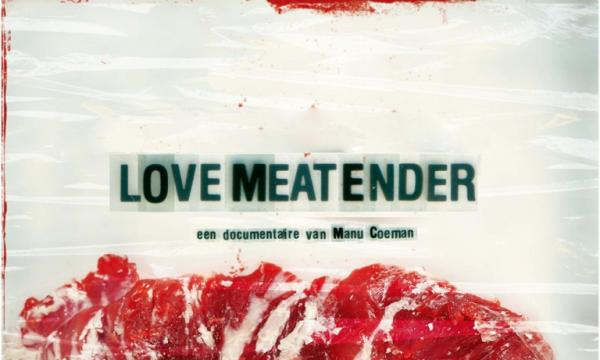 LOVE MEATENDER
een documentaire van Manu Coeman